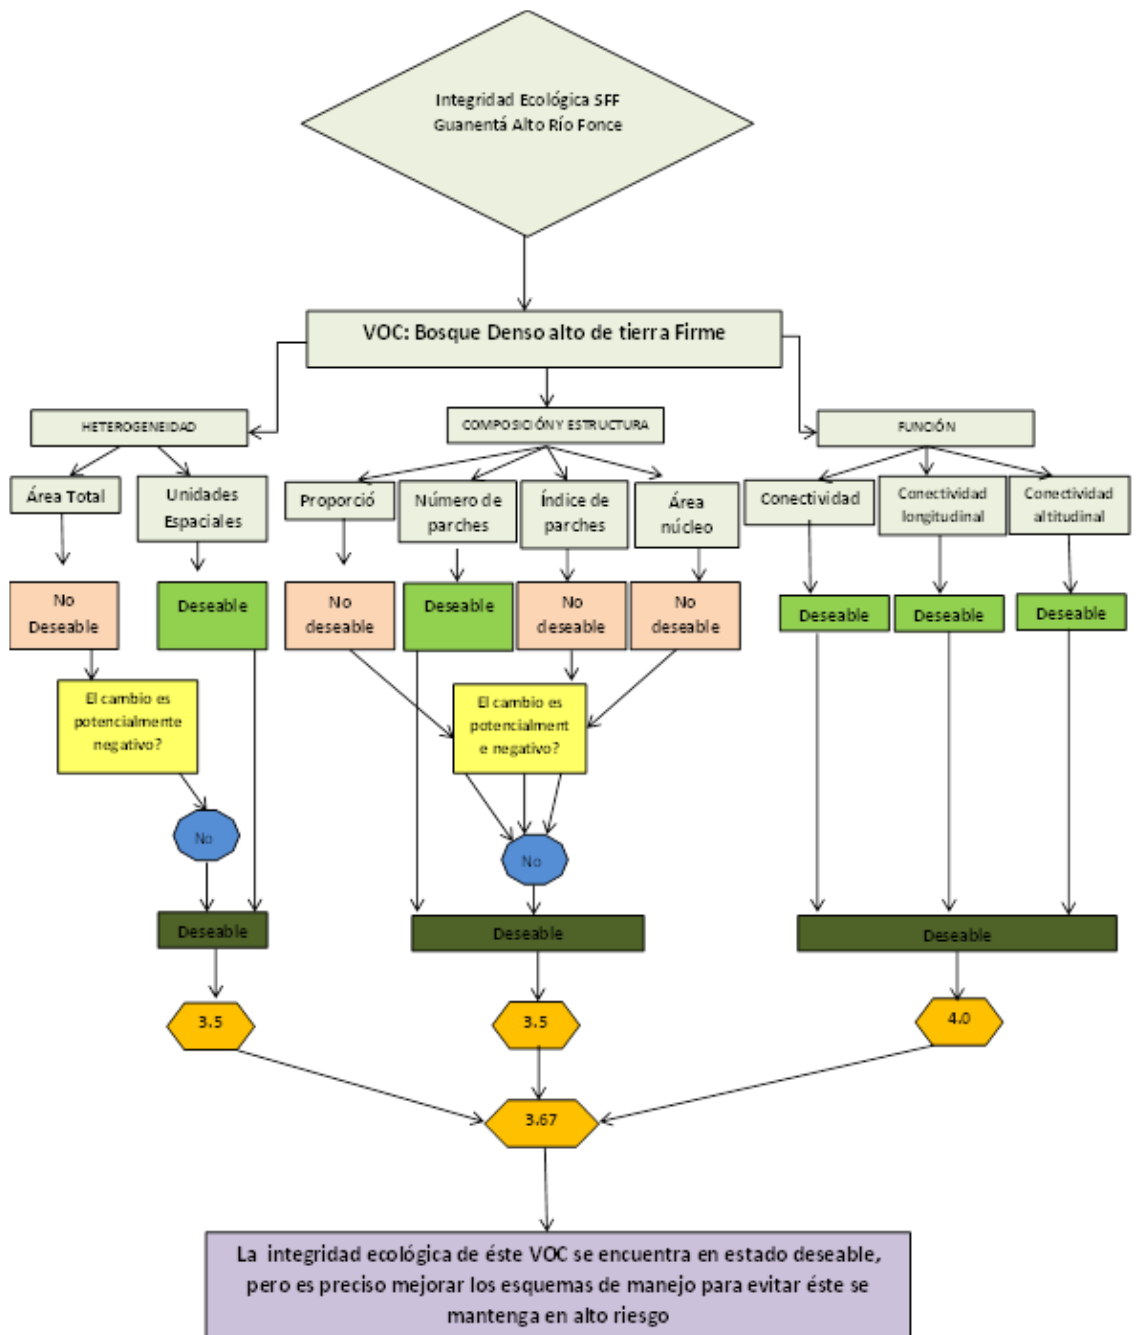 Integridad Ecológica SFF
Guanentá Alto Río Fonce
VOC: Bosque Denso alto de tierra Firme
HETEROGENEIDAD
COMPOSICIÓN Y ESTRUCTURA
FUNCIÓN
Área Total
Unidades
Espaciales
Proporció
Número de
parches
Índice de
parches
Área
núcleo
Conectividad
Conectividad
longitudinal
Conectividad
altitudinal
No
Deseable
Deseable
No
deseable
Deseable
No
deseable
No
deseable
Deseable
Deseable
Deseable
El cambio es
potencialmente
negativo?
El cambio es
potencialment
e negativo?
No
No
Deseable
Deseable
Deseable
3.5
3.5
4.0
3.67
La integridad ecológica de éste VOC se encuentra en estado deseable,
pero es preciso mejorar los esquemas de manejo para evitar éste se
mantenga en alto riesgo